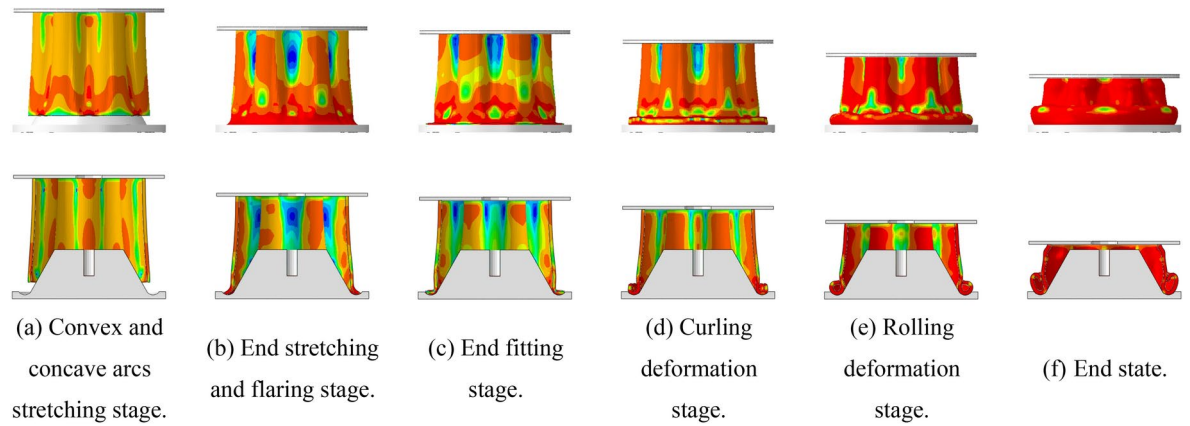 (a) Convex and
concave arcs
stretching stage.
(b) End stretching
and flaring stage.
(c) End fitting
stage.
(d) Curling
deformation
stage.
(e) Rolling
deformation
stage.
(f) End state.